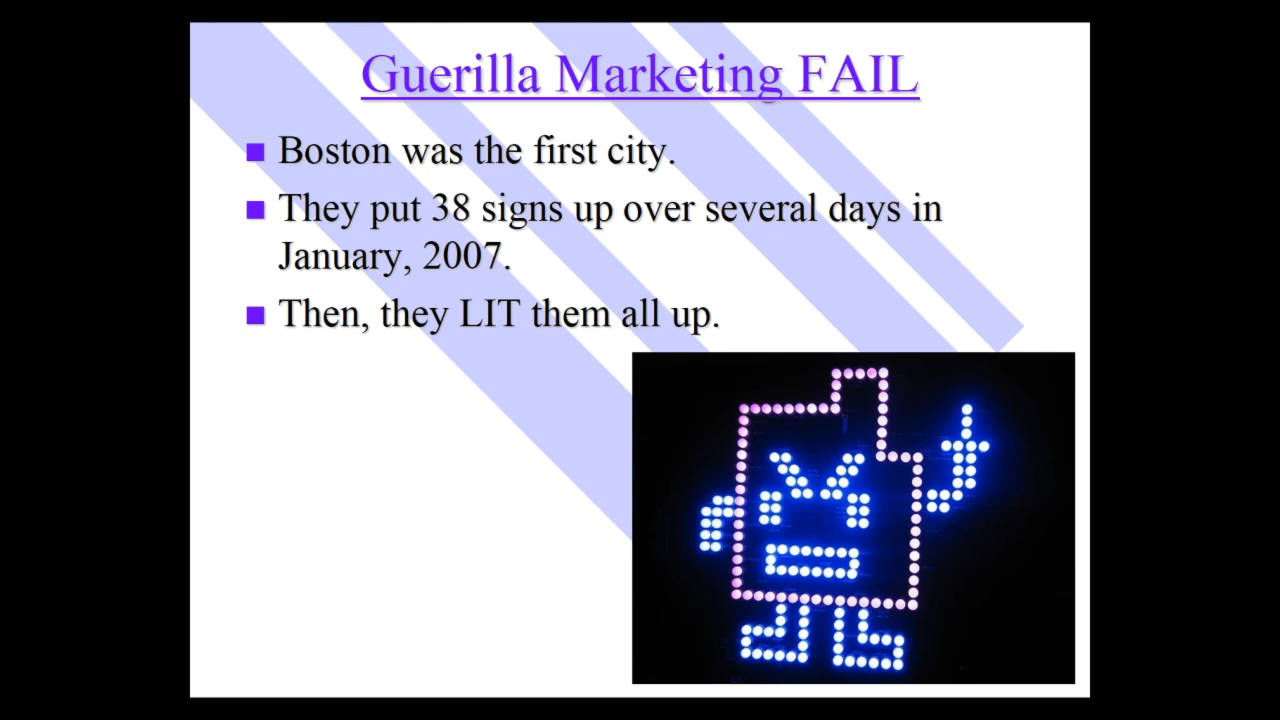 Guerilla Marketing FAIL
Boston was the first city.
They put 38 signs up over several days in
January, 2007.
Then, they LIT them all up.